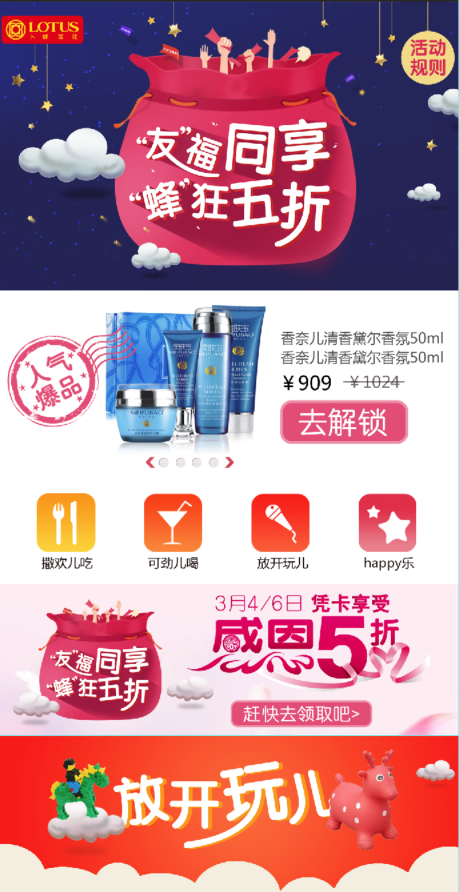 LOTUS
活动
规则
“友”福同享
“蜂”狂五折
人气
爆品
香奈儿清香黛尔香氛50ml
香奈儿清香黛尔香氛50ml
￥909 ￥1024
去解锁
撒欢儿吃 可劲儿喝 放开玩儿 happy乐
3月4/6日 凭卡享受
感恩5折
“友”福同享
“蜂”狂五折
赶快去领取吧>
放开玩儿